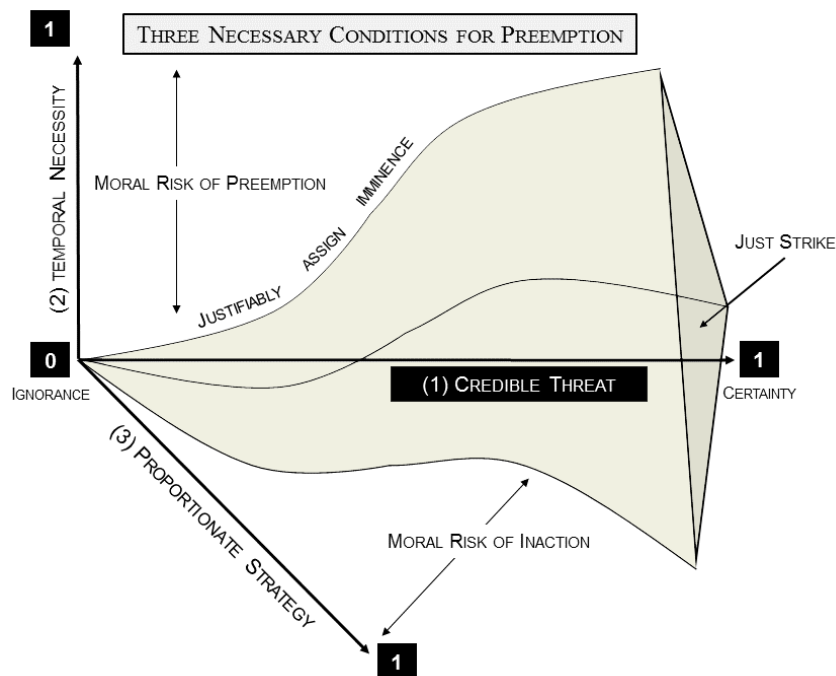 1
THREE NECESSARY CONDITIONS FOR PREEMPTION
(2) TEMPORAL NECESSITY
MORAL RISK OF PREEMPTION
JUSTIFIABLY ASSIGN IMMINENCE
JUST STRIKE
0
IGNORANCE
1
CERTAINTY
(1) CREDIBLE THREAT
(3) PROPORTIONATE STRATEGY
MORAL RISK OF INACTION
1